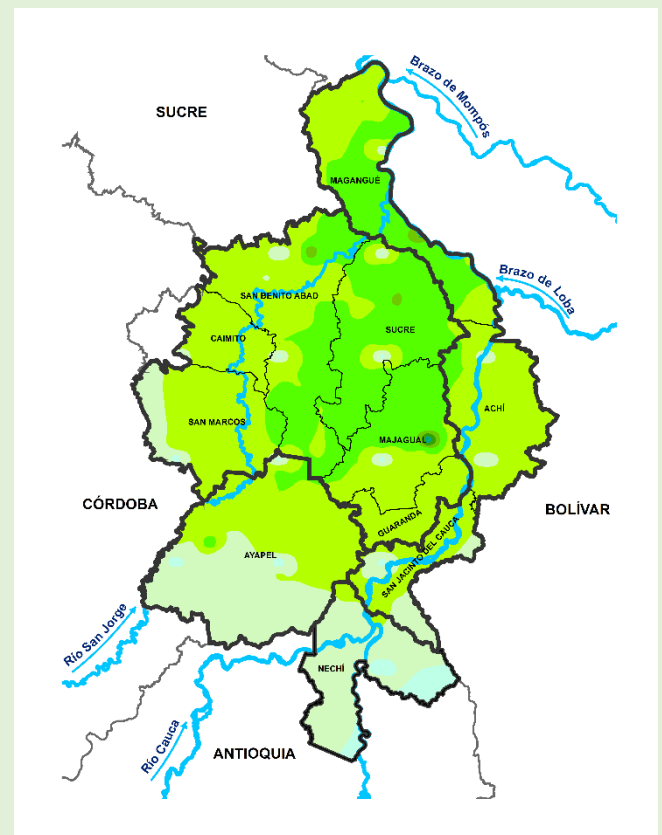 Brazo de Mompós
SUCRE
MAGANGUÉ
Brazo de Loba
SAN BENITO ABAD
SUCRE
CAIMITO
ACHÍ
SAN MARCOS
MAJAGUAL
CÓRDOBA
BOLÍVAR
GUARANDA
AYAPEL
SAN JACINTO DEL CAUCA
Río San Jorge
NECHÍ
Río Cauca
ANTIOQUIA